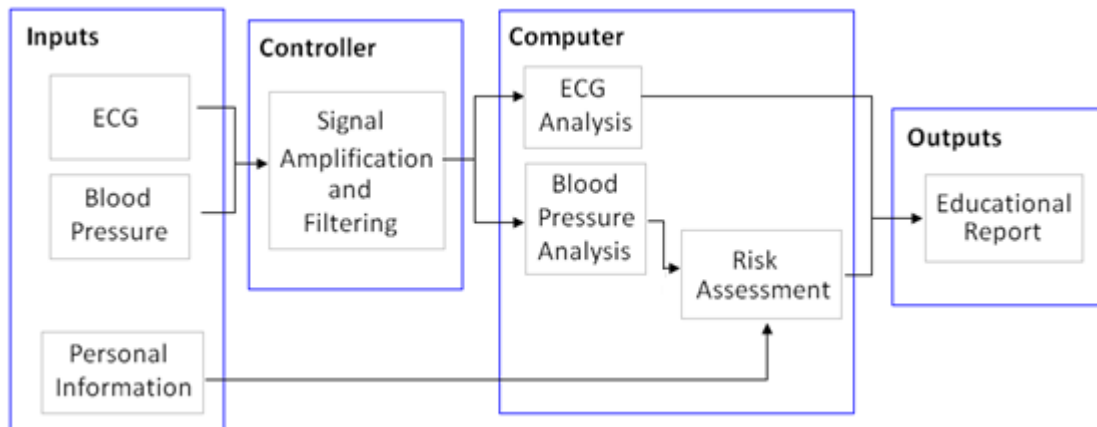 Inputs
ECG
Blood
Pressure
Personal
Information
Controller
Signal
Amplification
and
Filtering
Computer
ECG
Analysis
Blood
Pressure
Analysis
Risk
Assessment
Outputs
Educational
Report